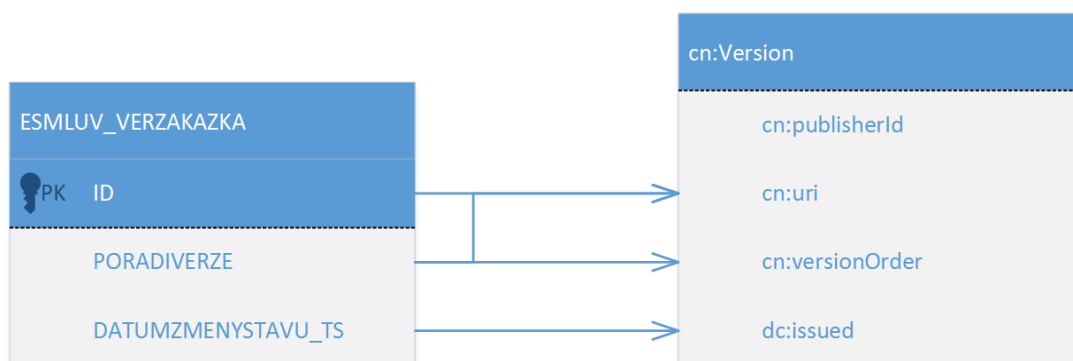 ESMLUV_VERZAKAZKA
PK ID
PORADIVERZE
DATUMZMENYSTAVU_TS
cn:Version
cn:publisherId
cn:uri
cn:versionOrder
dc:issued